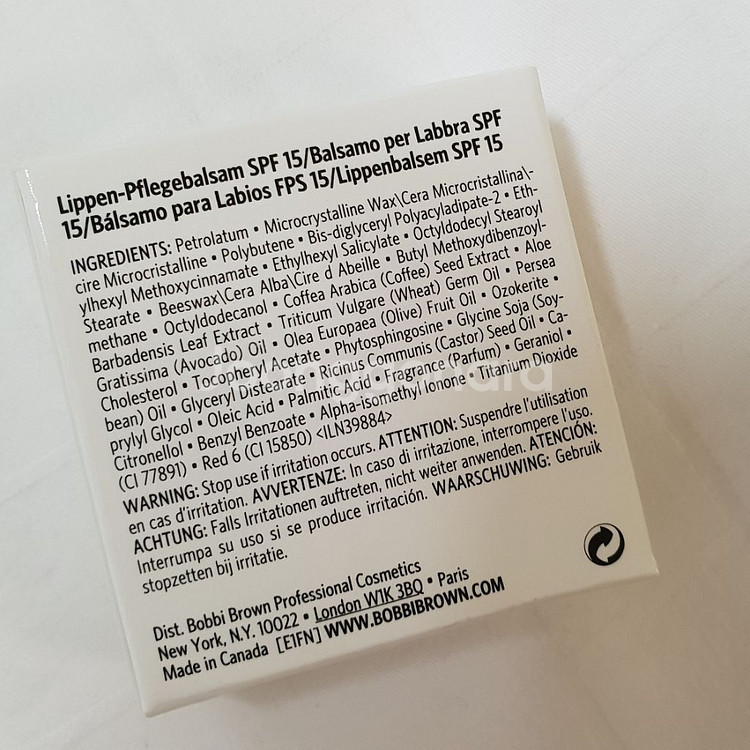 Lippen-Pflegebalsam SPF 15/Balsamo per Labbra SPF
15/Bálsamo para Labios FPS 15/Lippenbalsem SPF 15
INGREDIENTS: Petrolatum • Microcrystalline Wax\Cera Microcristallina\-
cire Microcristalline • Polybutene • Bis-diglyceryl Polyacyladipate-2 • Eth-
ylhexyl Methoxycinnamate • Ethylhexyl Salicylate • Octyldodecyl Stearoyl
Stearate • Beeswax\Cera Alba\Cire d Abeille • Butyl Methoxydibenzoyl-
methane • Octyldodecanol • Coffea Arabica (Coffee) Seed Extract • Aloe
Barbadensis Leaf Extract • Triticum Vulgare (Wheat) Germ Oil • Persea
Gratissima (Avocado) Oil • Olea Europaea (Olive) Fruit Oil • Ozokerite •
Cholesterol • Tocopheryl Acetate • Phytosphingosine • Glycine Soja (Soy-
bean) Oil • Glyceryl Distearate • Ricinus Communis (Castor) Seed Oil • Ca-
prylyl Glycol • Oleic Acid • Palmitic Acid • Fragrance (Parfum) • Geraniol •
Citronellol • Benzyl Benzoate • Alpha-isomethyl Ionone • Titanium Dioxide
(CI 77891) • Red 6 (CI 15850) <ILN39884>
WARNING: Stop use if irritation occurs. ATTENTION: Suspendre l'utilisation
en cas d'irritation. AVVERTENZE: In caso di irritazione, interrompere l'uso.
ACHTUNG: Falls Irritationen auftreten, nicht weiter anwenden. ATENCIÓN:
Interrumpa su uso si se produce irritación. WAARSCHUWING: Gebruik
stopzetten bij irritatie.
Dist. Bobbi Brown Professional Cosmetics
New York, N.Y. 10022 • London W1K 3BQ • Paris
Made in Canada [E1FN] WWW.BOBBIBROWN.COM